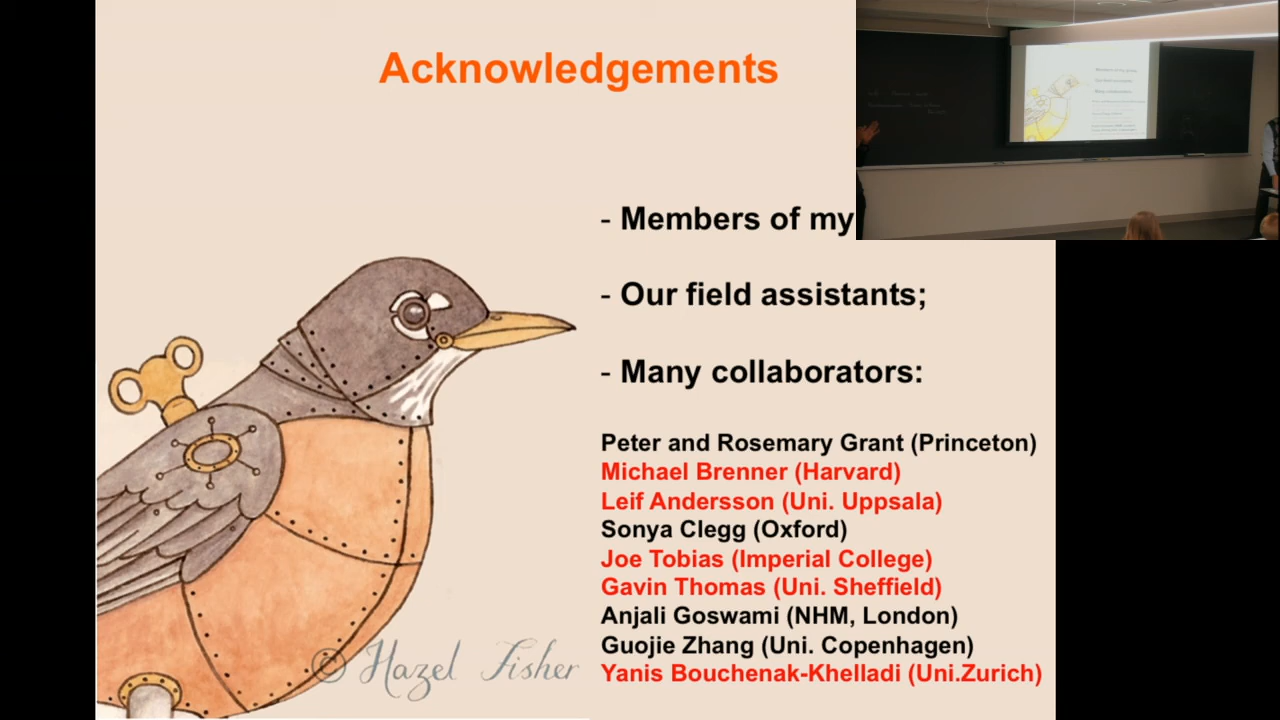 Acknowledgements
- Members of my
- Our field assistants;
- Many collaborators:
Peter and Rosemary Grant (Princeton)
Michael Brenner (Harvard)
Leif Andersson (Uni. Uppsala)
Sonya Clegg (Oxford)
Joe Tobias (Imperial College)
Gavin Thomas (Uni. Sheffield)
Anjali Goswami (NHM, London)
Guojie Zhang (Uni. Copenhagen)
Yanis Bouchenak-Khelladi (Uni.Zurich)
© Hazel Fisher